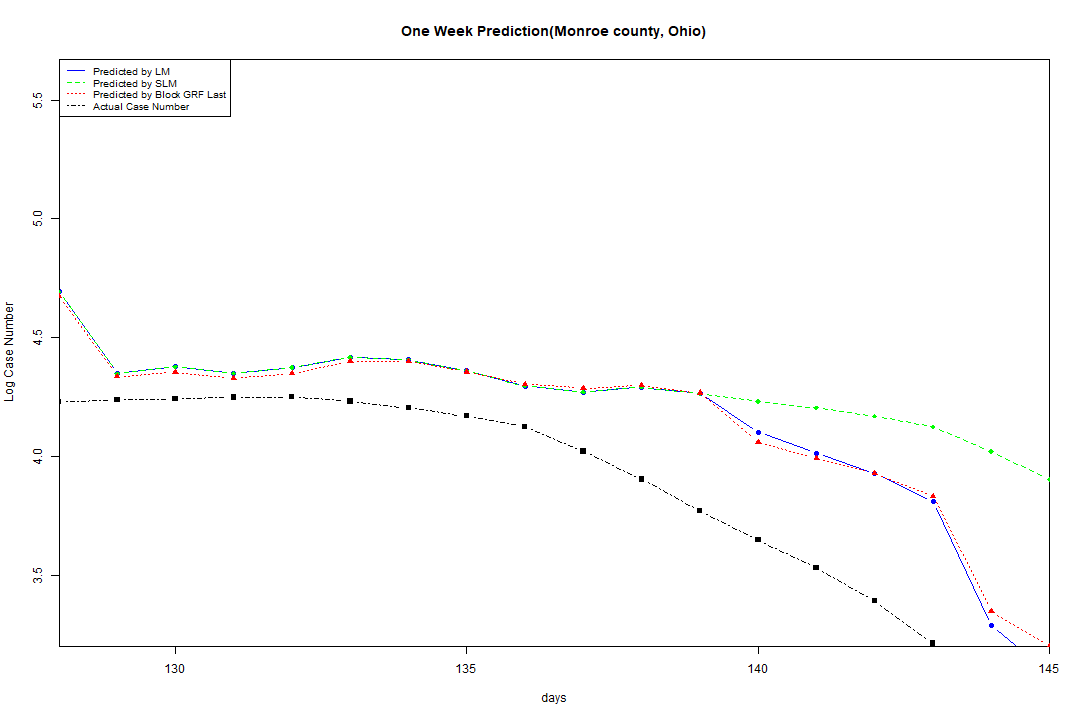 One Week Prediction(Monroe county, Ohio)
Predicted by LM
Predicted by SLM
Predicted by Block GRF Last
Actual Case Number
5.5
5.0
4.5
4.0
3.5
Log Case Number
130
135
140
145
days